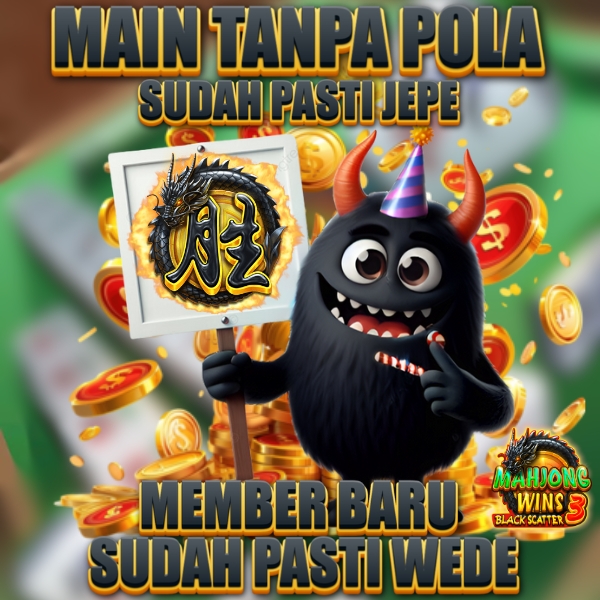 MAIN TANPA POLA
SUDAH PASTI JEPE
胜
MAHJONG
WINS 3
BLACK SCATTER
MEMBER BARU
SUDAH PASTI WEDE